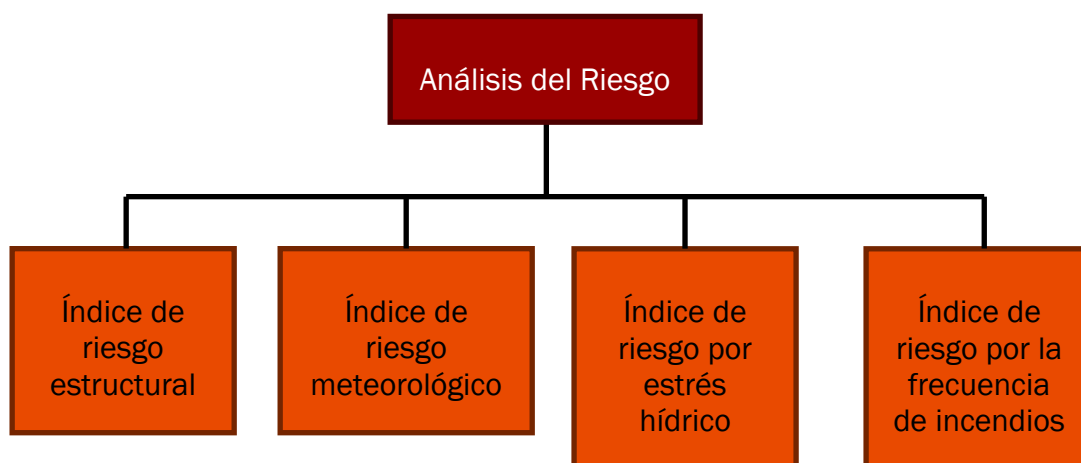 Análisis del Riesgo
Índice de
riesgo
estructural
Índice de
riesgo
meteorológico
Índice de
riesgo por
estrés
hídrico
Índice de
riesgo por la
frecuencia
de incendios